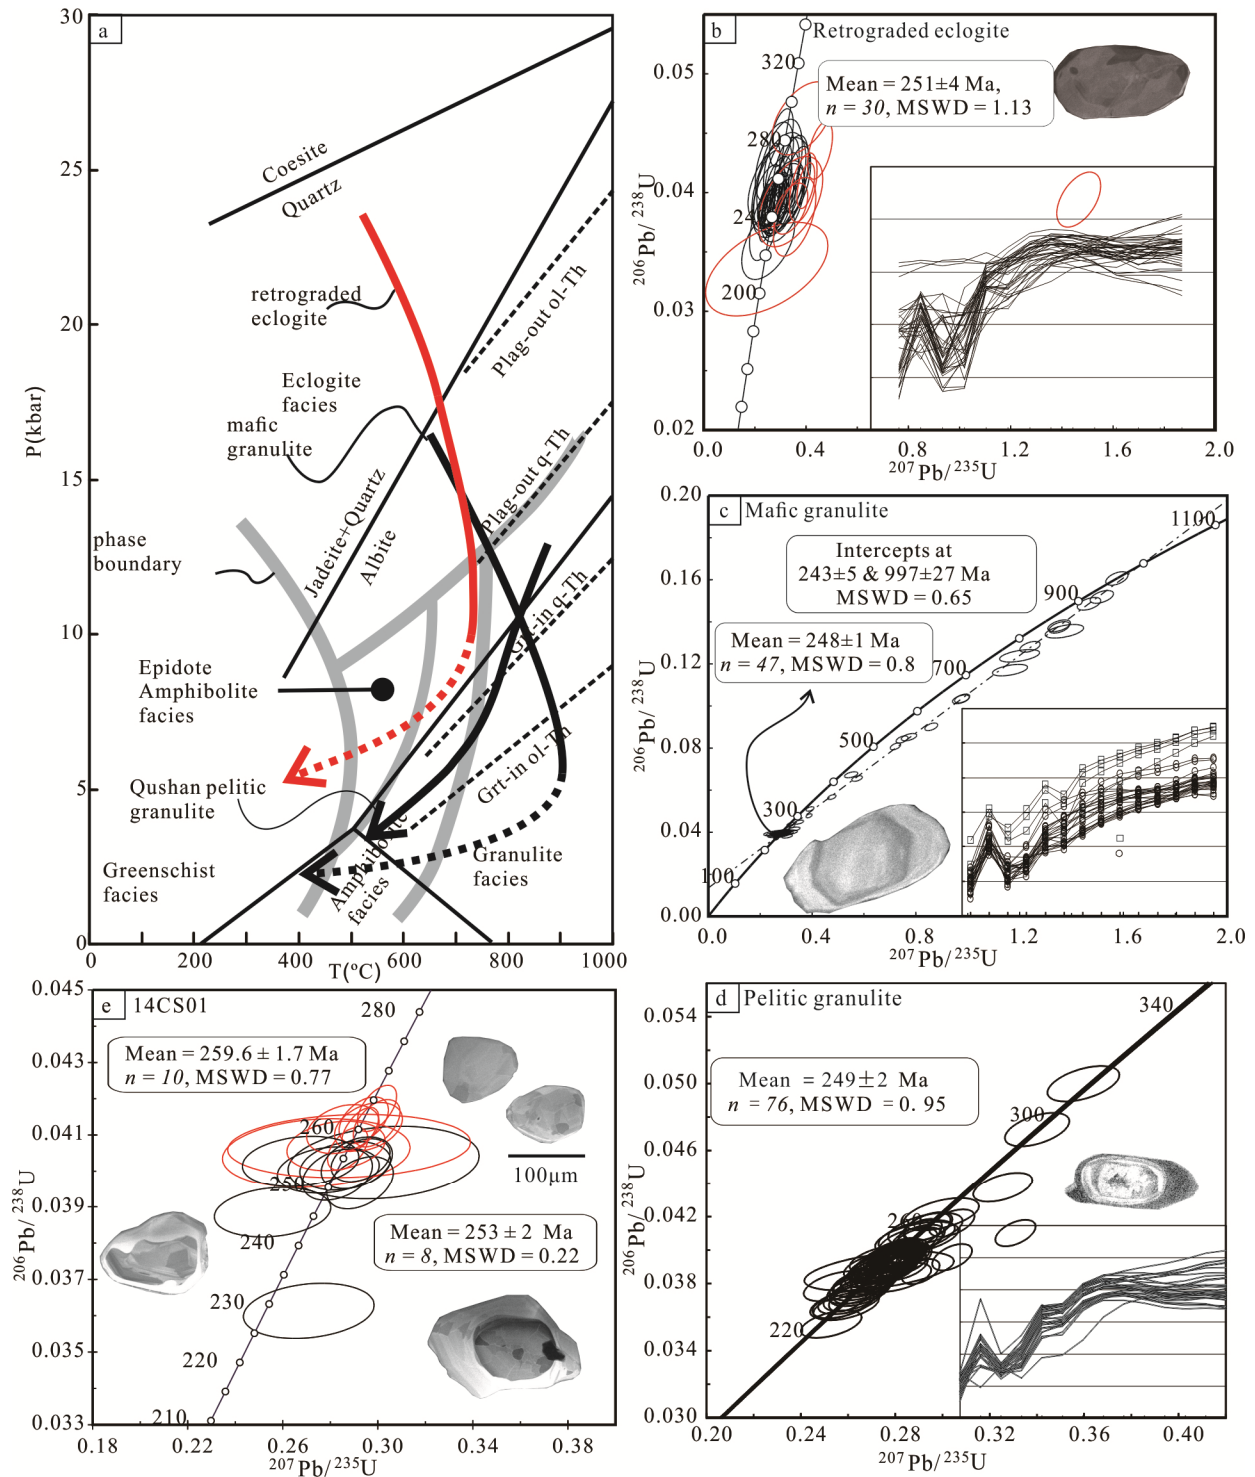 a
30
25
20
15
10
5
0
P(kbar)
0
200
400
600
800
1000
T(ºC)
Coesite
Quartz
retrograded
eclogite
Eclogite
facies
mafic
granulite
phase
boundary
Jadeite+Quartz
Albite
Plag-out ol-Th
Plag-out q-Th
Grt-in q-Th
Grt-in ol-Th
Epidote
Amphibolite
facies
Qushan pelitic
granulite
Greenschist
facies
Amphibolite
facies
Granulite
facies
b
Retrograded eclogite
Mean = 251±4 Ma,
n = 30, MSWD = 1.13
320
280
240
200
0.05
0.04
0.03
0.02
206Pb/238U
0.0
0.4
0.8
1.2
1.6
2.0
207Pb/235U
c
Mafic granulite
Intercepts at
243±5 & 997±27 Ma
MSWD = 0.65
Mean = 248±1 Ma
n = 47, MSWD = 0.8
1100
900
700
500
300
100
0.20
0.16
0.12
0.08
0.04
0.00
206Pb/238U
0.0
0.4
0.8
1.2
1.6
2.0
207Pb/235U
e
14CS01
Mean = 259.6 ± 1.7 Ma
n = 10, MSWD = 0.77
280
260
250
240
230
220
210
100μm
Mean = 253 ± 2 Ma
n = 8, MSWD = 0.22
0.045
0.043
0.041
0.039
0.037
0.035
0.033
206Pb/238U
0.18
0.22
0.26
0.30
0.34
0.38
207Pb/235U
d
Pelitic granulite
Mean = 249±2 Ma
n = 76, MSWD = 0.95
340
300
260
220
0.054
0.050
0.046
0.042
0.038
0.034
0.030
206Pb/238U
0.20
0.24
0.28
0.32
0.36
0.40
207Pb/235U